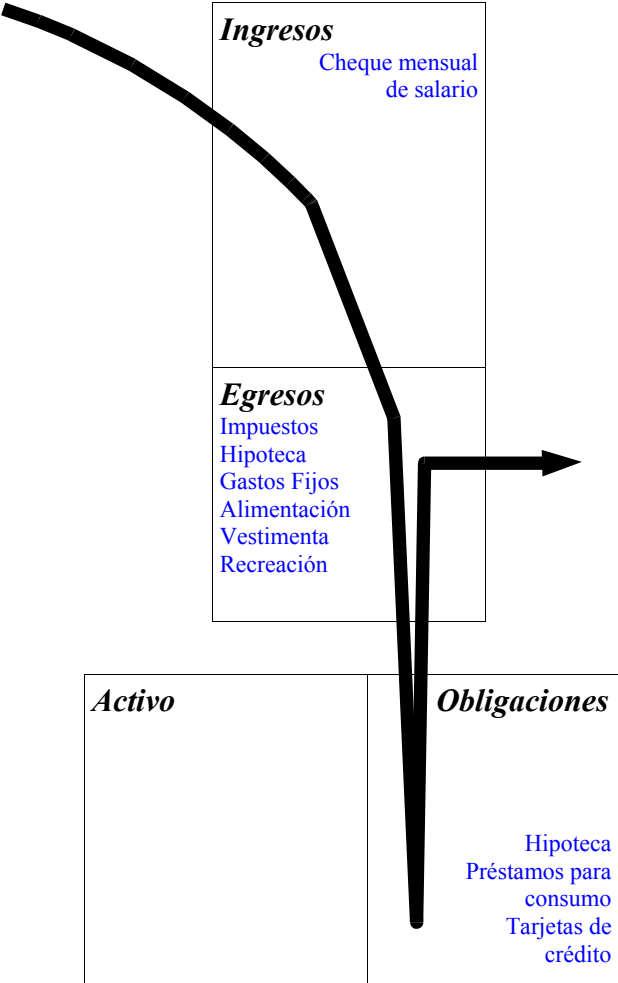 Ingresos
Cheque mensual
de salario
Egresos
Impuestos
Hipoteca
Gastos Fijos
Alimentación
Vestimenta
Recreación
Activo
Obligaciones
Hipoteca
Préstamos para
consumo
Tarjetas de
crédito